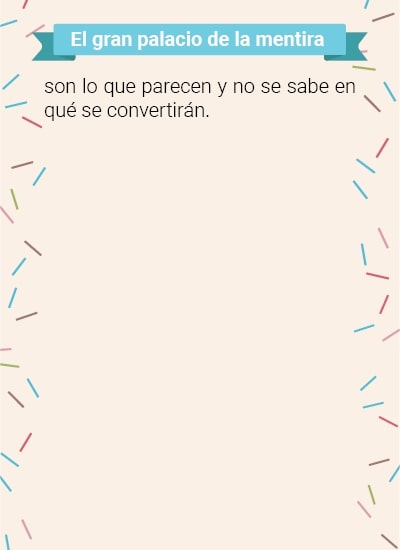 El gran palacio de la mentira
son lo que parecen y no se sabe en
qué se convertirán.